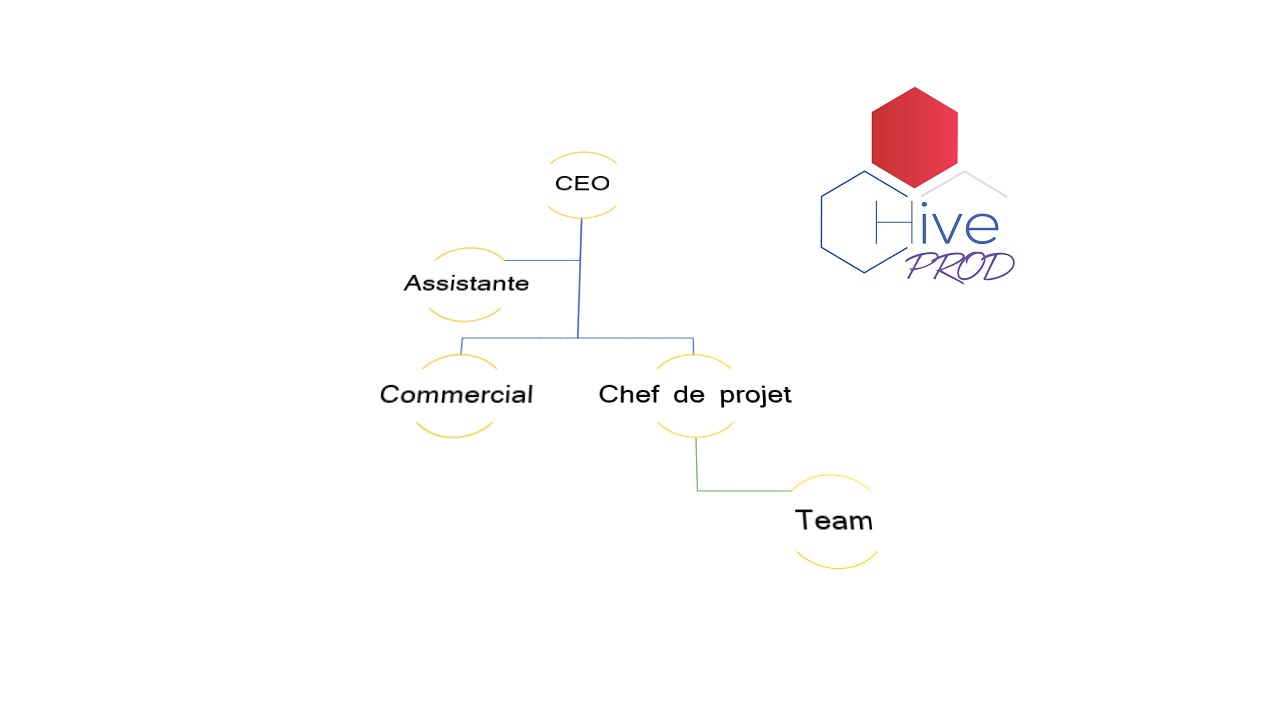 CEO
Hive
PROD
Assistante
Commercial
Chef de projet
Team